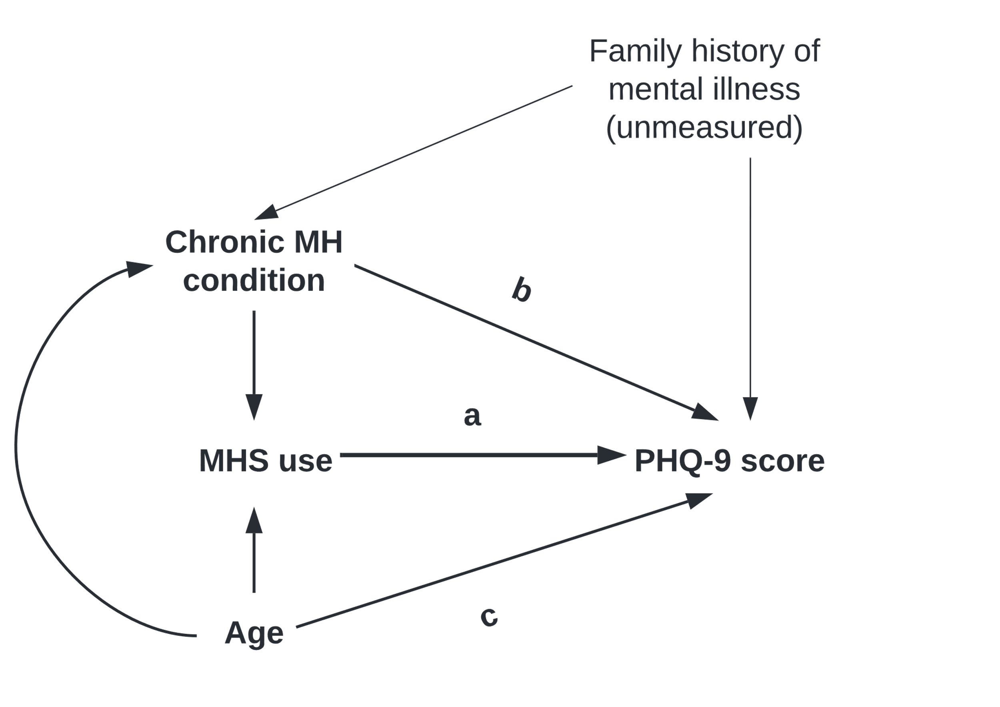 Family history of
mental illness
(unmeasured)
Chronic MH
condition
b
a
MHS use
PHQ-9 score
c
Age